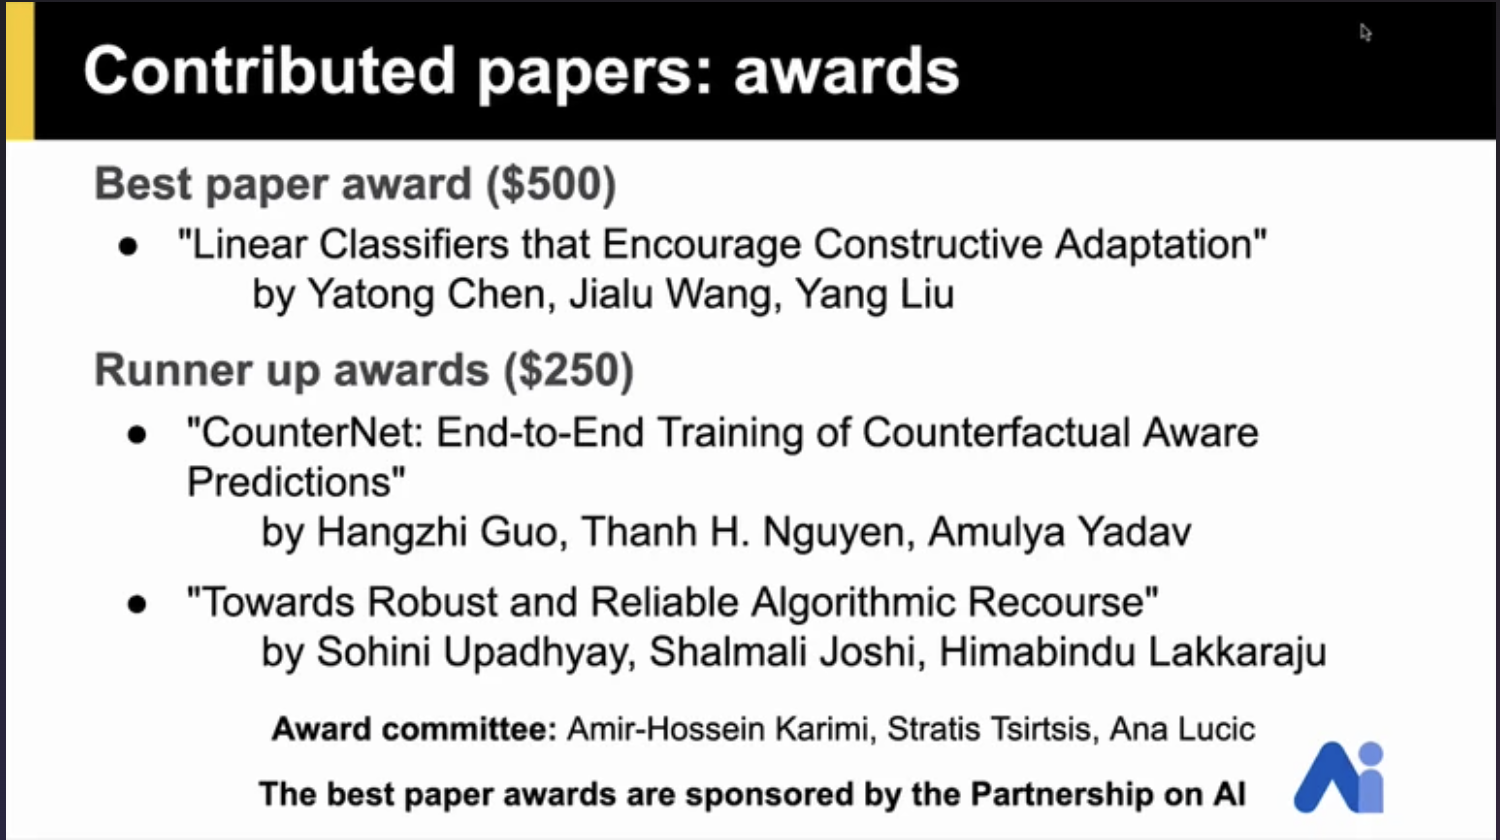 Contributed papers: awards
Best paper award ($500)
● "Linear Classifiers that Encourage Constructive Adaptation"
by Yatong Chen, Jialu Wang, Yang Liu
Runner up awards ($250)
● "CounterNet: End-to-End Training of Counterfactual Aware
Predictions"
by Hangzhi Guo, Thanh H. Nguyen, Amulya Yadav
● "Towards Robust and Reliable Algorithmic Recourse"
by Sohini Upadhyay, Shalmali Joshi, Himabindu Lakkaraju
Award committee: Amir-Hossein Karimi, Stratis Tsirtsis, Ana Lucic
The best paper awards are sponsored by the Partnership on AI
Ai